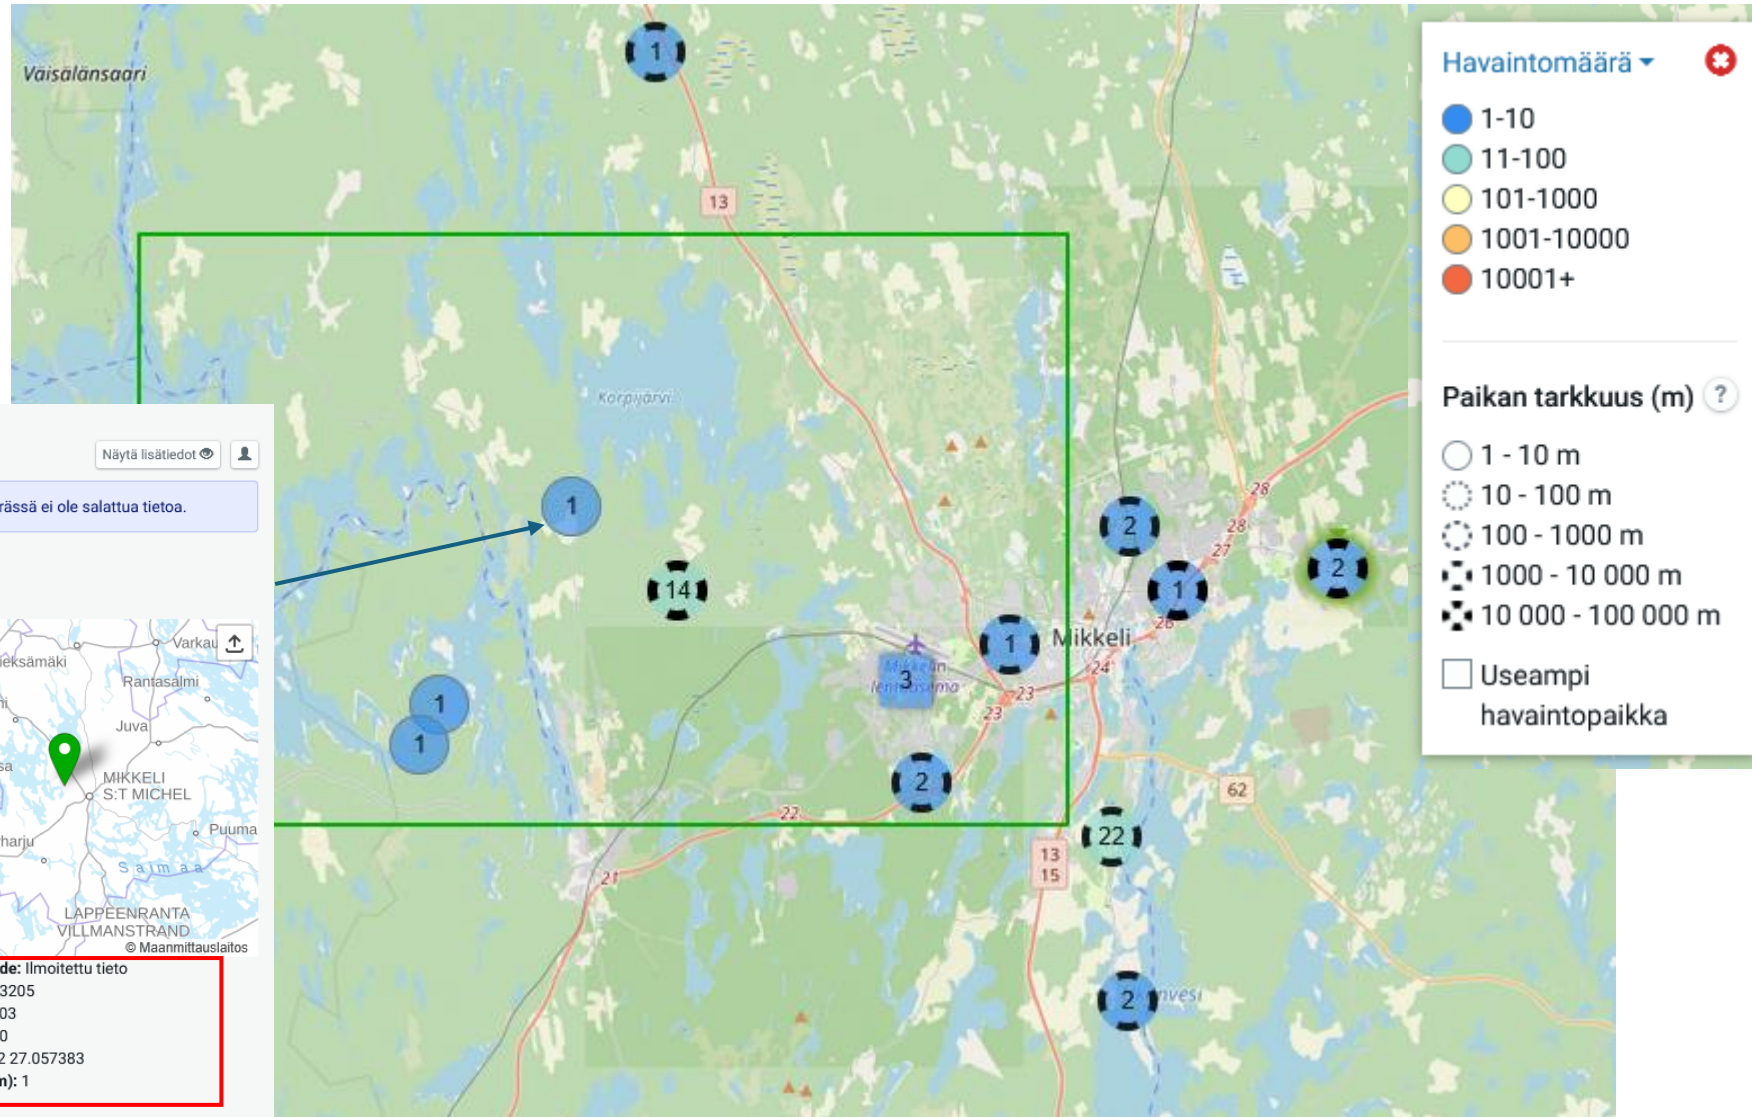 Väisälänsaari
1
13
Korpijärvi
1
14
2
1
2
1
Mikkeli
3
Mikkelin
lentoasema
1
1
2
28
28
27
26
24
23
23
22
21
22
62
13
15
2
Havaintomäärä
1-10
11-100
101-1000
1001-10000
10001+
Paikan tarkkuus (m) ?
1 - 10 m
10 - 100 m
100 - 1000 m
1000 - 10 000 m
10 000 - 100 000 m
Useampi
havaintopaikka
Näytä lisätiedot
rässä ei ole salattua tietoa.
Varkau
ieksämäki
Rantasalmi
Juva
sa
MIKKELI
S:T MICHEL
Puuma
harju
Saimaa
LAPPEENRANTA
VILLMANSTRAND
© Maanmittauslaitos
de: Ilmoitettu tieto
3205
03
0
2 27.057383
m): 1